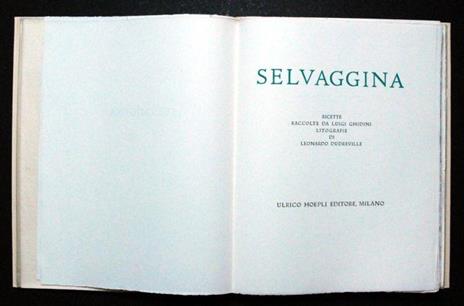 SELVAGGINA
RICETTE
RACCOLTE DA LUIGI GHIDINI
LITOGRAFIE
DI
LEONARDO DUDREVILLE
ULRICO HOEPLI EDITORE, MILANO